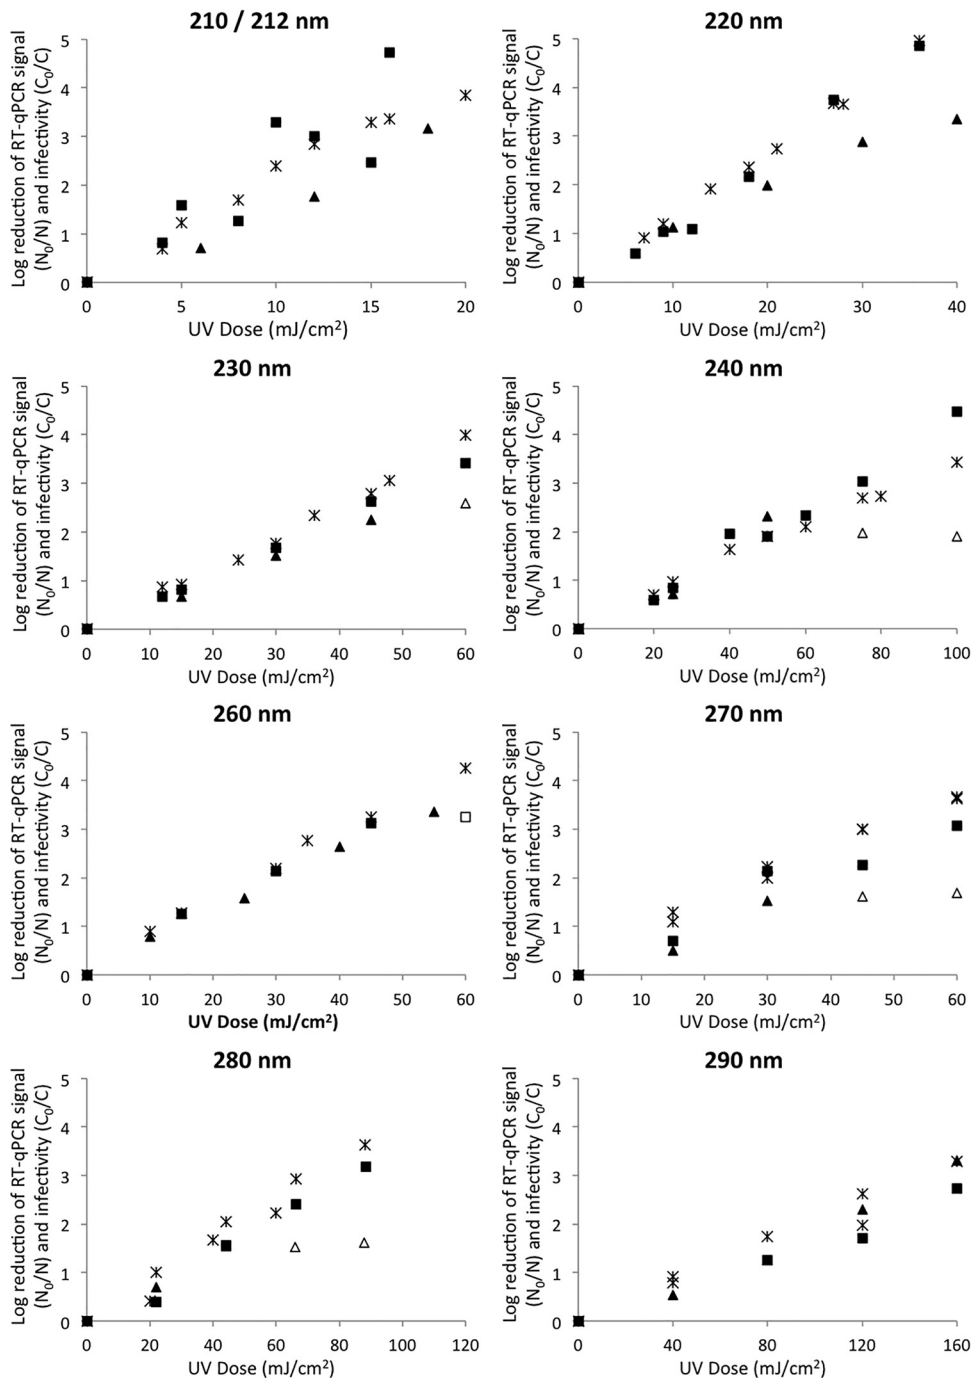 210 / 212 nm
Log reduction of RT-qPCR signal
(N₀/N) and infectivity (C₀/C)
5
4
3
2
1
0
0 5 10 15 20
UV Dose (mJ/cm²)
220 nm
Log reduction of RT-qPCR signal
(N₀/N) and infectivity (C₀/C)
5
4
3
2
1
0
0 10 20 30 40
UV Dose (mJ/cm²)
230 nm
Log reduction of RT-qPCR signal
(N₀/N) and infectivity (C₀/C)
5
4
3
2
1
0
0 10 20 30 40 50 60
UV Dose (mJ/cm²)
240 nm
Log reduction of RT-qPCR signal
(N₀/N) and infectivity (C₀/C)
5
4
3
2
1
0
0 20 40 60 80 100
UV Dose (mJ/cm²)
260 nm
Log reduction of RT-qPCR signal
(N₀/N) and infectivity (C₀/C)
5
4
3
2
1
0
0 10 20 30 40 50 60
UV Dose (mJ/cm²)
270 nm
Log reduction of RT-qPCR signal
(N₀/N) and infectivity (C₀/C)
5
4
3
2
1
0
0 10 20 30 40 50 60
UV Dose (mJ/cm²)
280 nm
Log reduction of RT-qPCR signal
(N₀/N) and infectivity (C₀/C)
5
4
3
2
1
0
0 20 40 60 80 100 120
UV Dose (mJ/cm²)
290 nm
Log reduction of RT-qPCR signal
(N₀/N) and infectivity (C₀/C)
5
4
3
2
1
0
0 40 80 120 160
UV Dose (mJ/cm²)